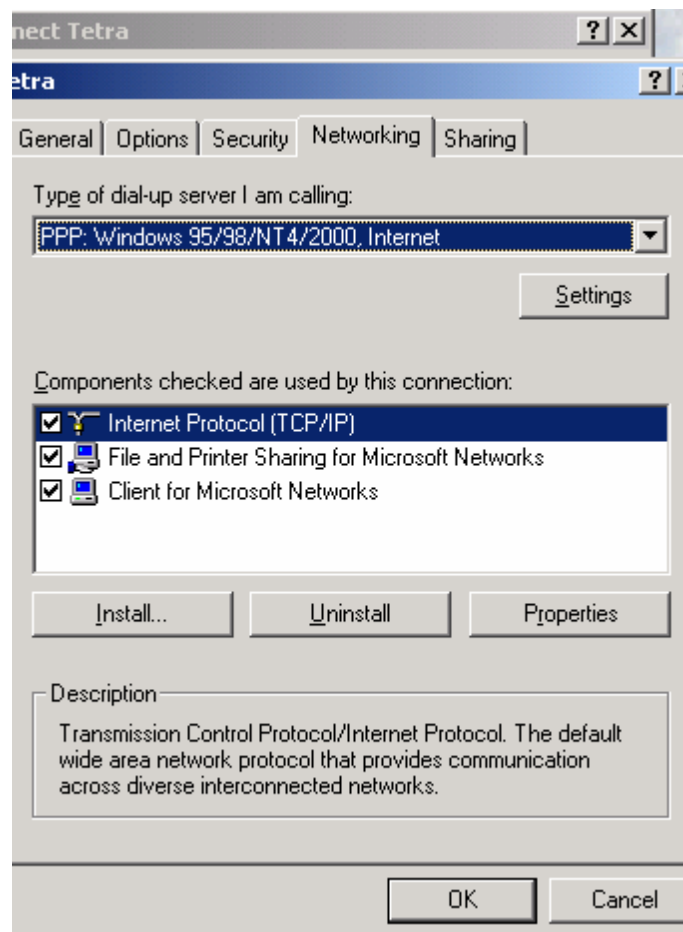 nect Tetra
etra
General Options Security Networking Sharing
Type of dial-up server I am calling:
PPP: Windows 95/98/NT4/2000, Internet
Settings
Components checked are used by this connection:
Internet Protocol (TCP/IP)
File and Printer Sharing for Microsoft Networks
Client for Microsoft Networks
Install... Uninstall Properties
Description
Transmission Control Protocol/Internet Protocol. The default
wide area network protocol that provides communication
across diverse interconnected networks.
OK Cancel